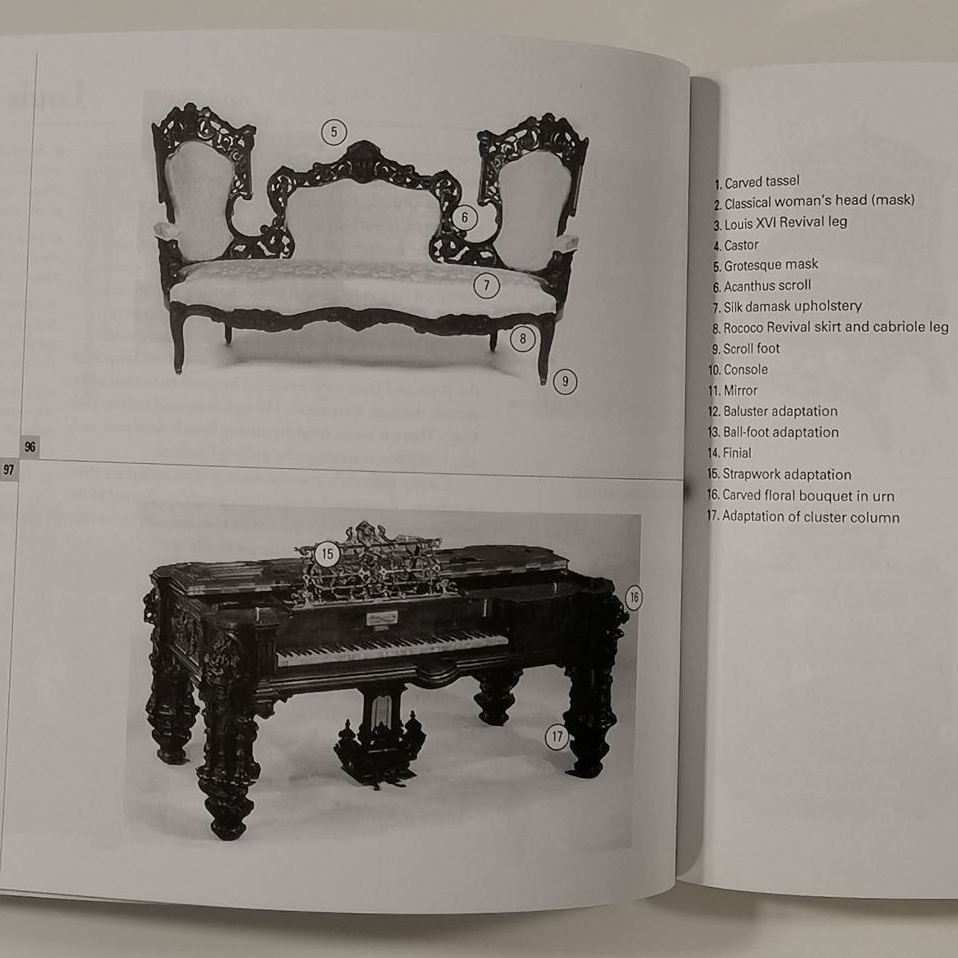 5
6
7
8
9
96
97
15
16
17
1. Carved tassel
2. Classical woman's head (mask)
3. Louis XVI Revival leg
4. Castor
5. Grotesque mask
6. Acanthus scroll
7. Silk damask upholstery
8. Rococo Revival skirt and cabriole leg
9. Scroll foot
10. Console
11. Mirror
12. Baluster adaptation
13. Ball-foot adaptation
14. Finial
15. Strapwork adaptation
16. Carved floral bouquet in urn
17. Adaptation of cluster column